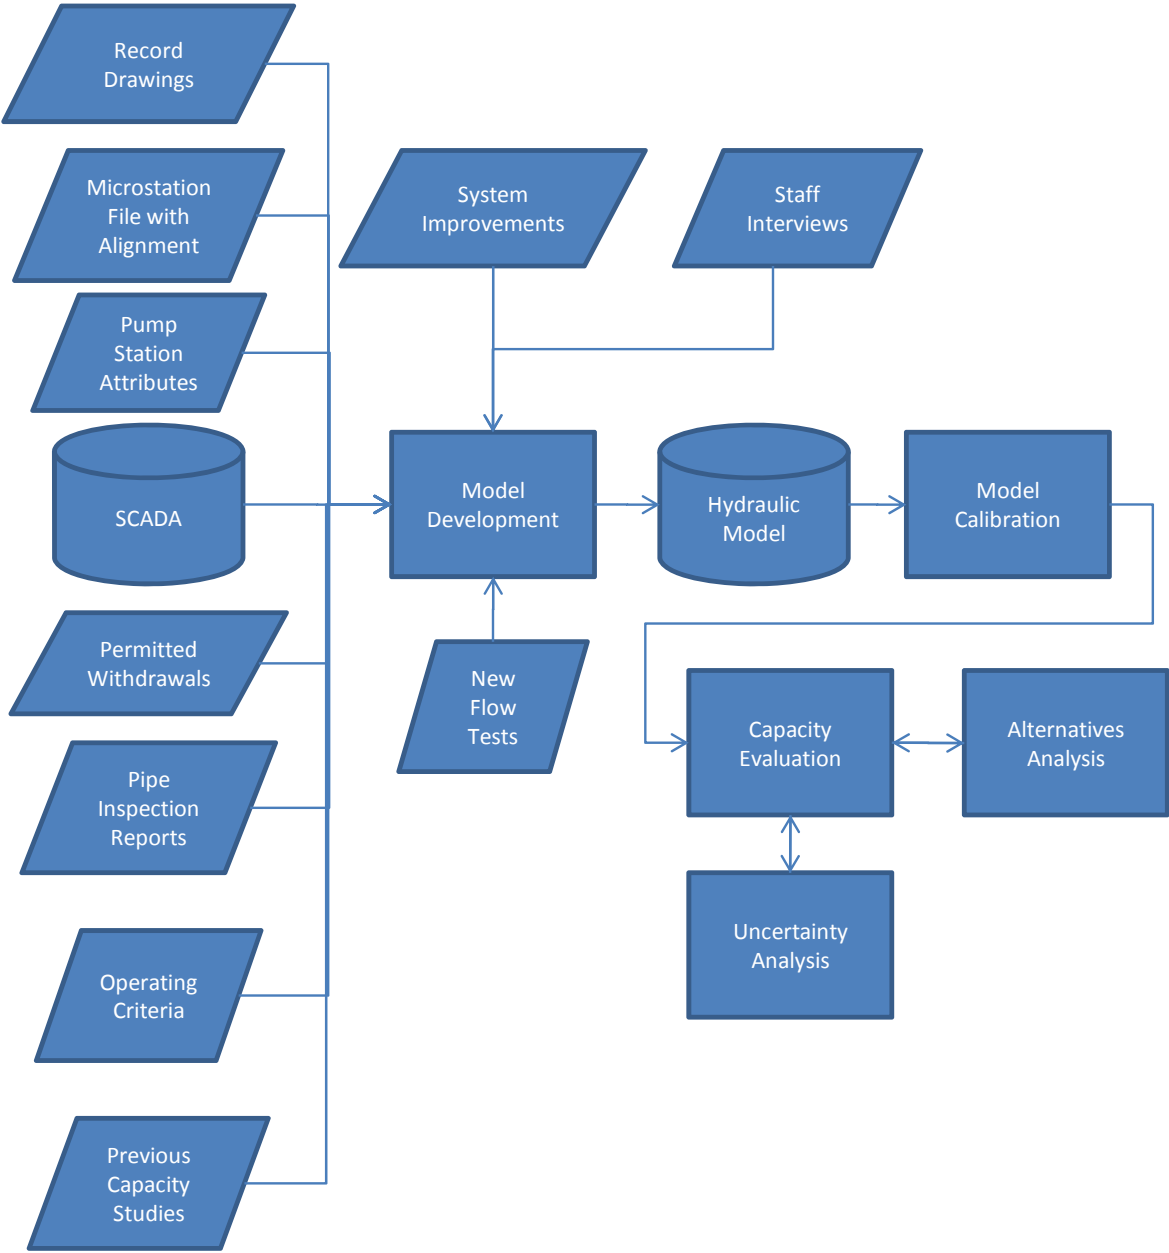 Record
Drawings
Microstation
File with
Alignment
Pump
Station
Attributes
SCADA
Permitted
Withdrawals
Pipe
Inspection
Reports
Operating
Criteria
Previous
Capacity
Studies
System
Improvements
Staff
Interviews
Model
Development
New
Flow
Tests
Hydraulic
Model
Model
Calibration
Capacity
Evaluation
Alternatives
Analysis
Uncertainty
Analysis